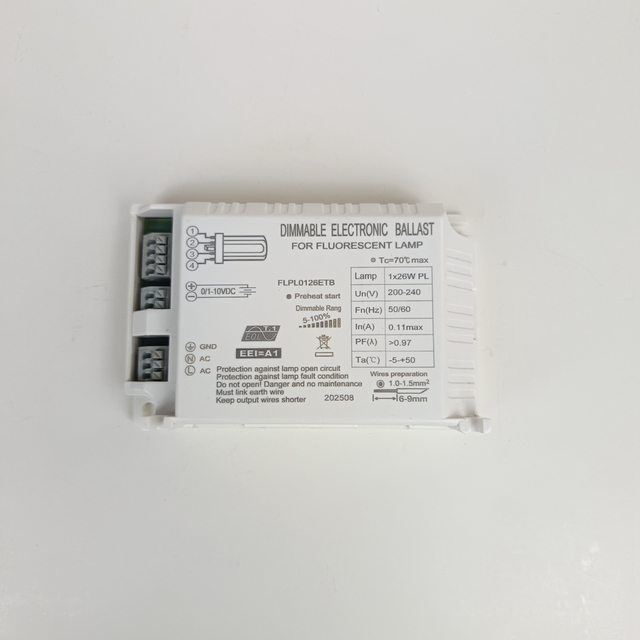 DIMMABLE ELECTRONIC BALLAST
FOR FLUORESCENT LAMP
Tc=70℃max
1
2
3
4
FLPL0126ETB
0/1-10VDC
Preheat start
Dimmable Rang
5-100%
Lamp 1x26W PL
Un(V) 200-240
Fn(Hz) 50/60
In(A) 0.11max
PF(λ) >0.97
Ta(℃) -5-+50
EEI=A1
GND
N AC
L AC
Protection against lamp open circuit
Protection against lamp fault condition
Do not open! Danger and no maintenance
Must link earth wire
Keep output wires shorter
202508
Wires preparation
1.0-1.5mm²
6-9mm